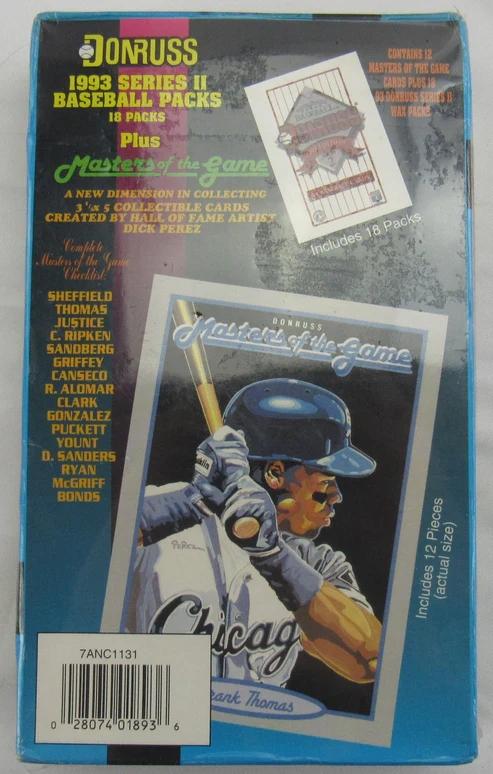 DONRUSS
1993 SERIES II
BASEBALL PACKS
18 PACKS
Plus
Masters of the Game
A NEW DIMENSION IN COLLECTING
3" x 5 COLLECTIBLE CARDS
CREATED BY HALL OF FAME ARTIST
DICK PEREZ
Complete
Masters of the Game
Checklist:
SHEFFIELD
THOMAS
JUSTICE
C. RIPKEN
SANDBERG
GRIFFEY
CANSECO
R. ALOMAR
CLARK
GONZALEZ
PUCKETT
YOUNT
D. SANDERS
RYAN
McGRIFF
BONDS
CONTAINS 12
MASTERS OF THE GAME
CARDS PLUS 18
93 DONRUSS SERIES II
WAX PACKS
Includes 18 Packs
DONRUSS
Masters of the Game
Franklin
PEREZ
Chicag
Frank Thomas
Includes 12 Pieces
(actual size)
7ANC1131
0 28074 01893 6